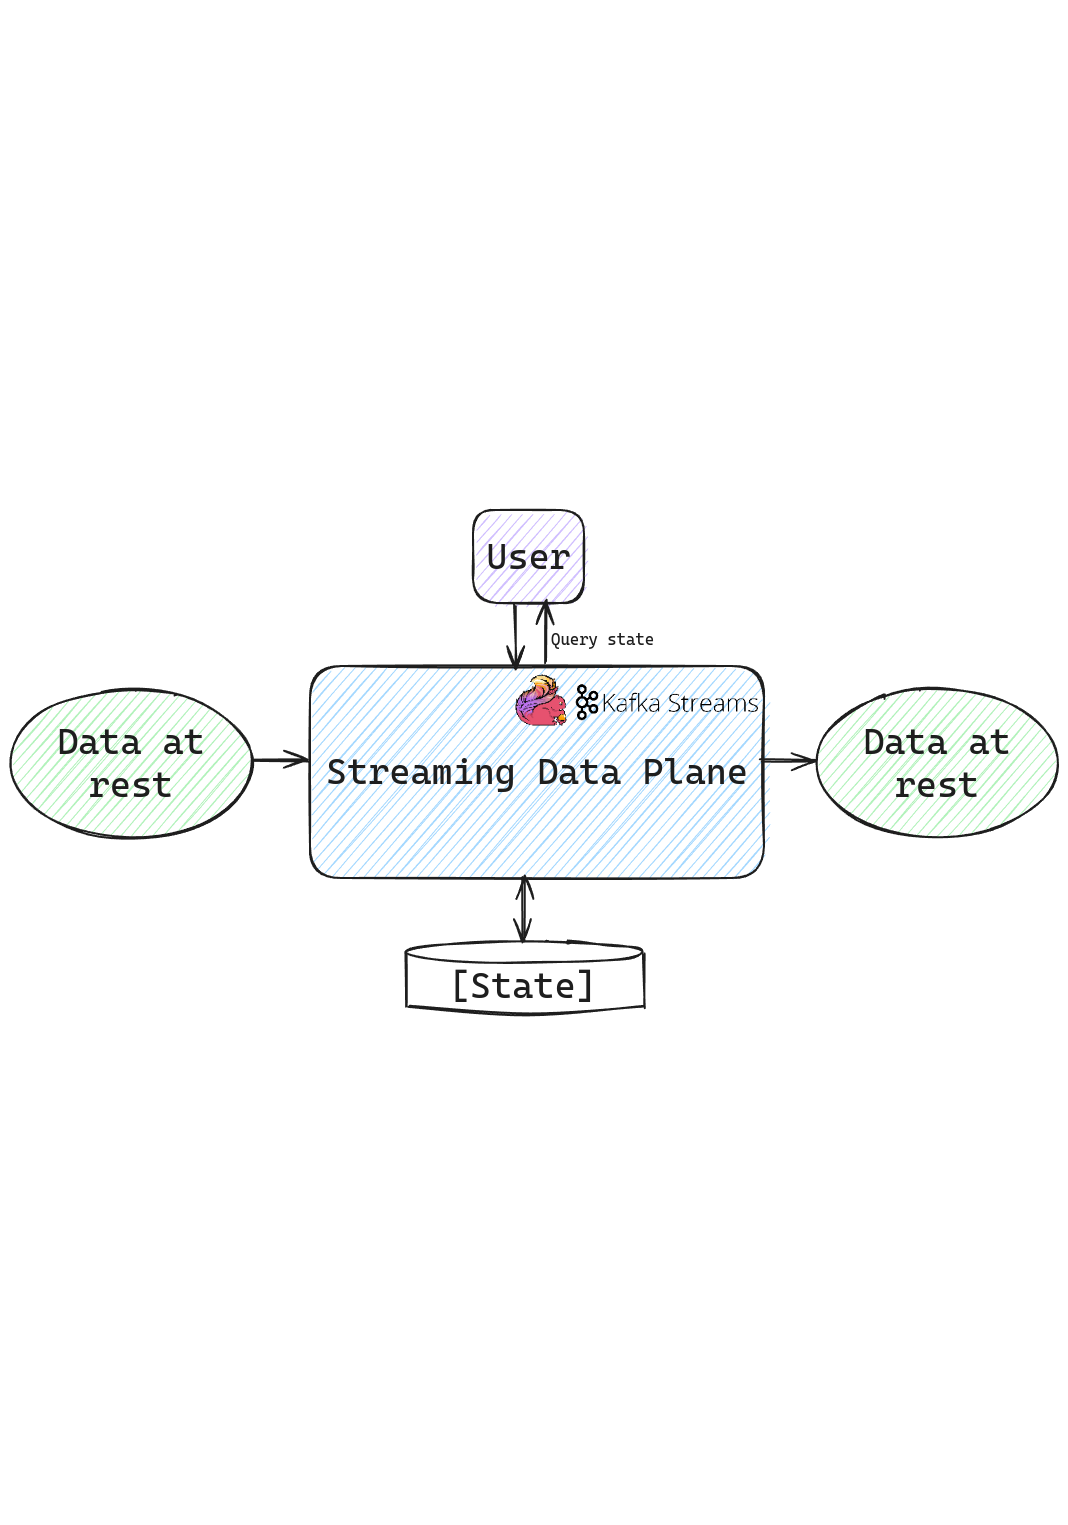 User
Query state
Kafka Streams
Data at
rest
Streaming Data Plane
Data at
rest
[State]